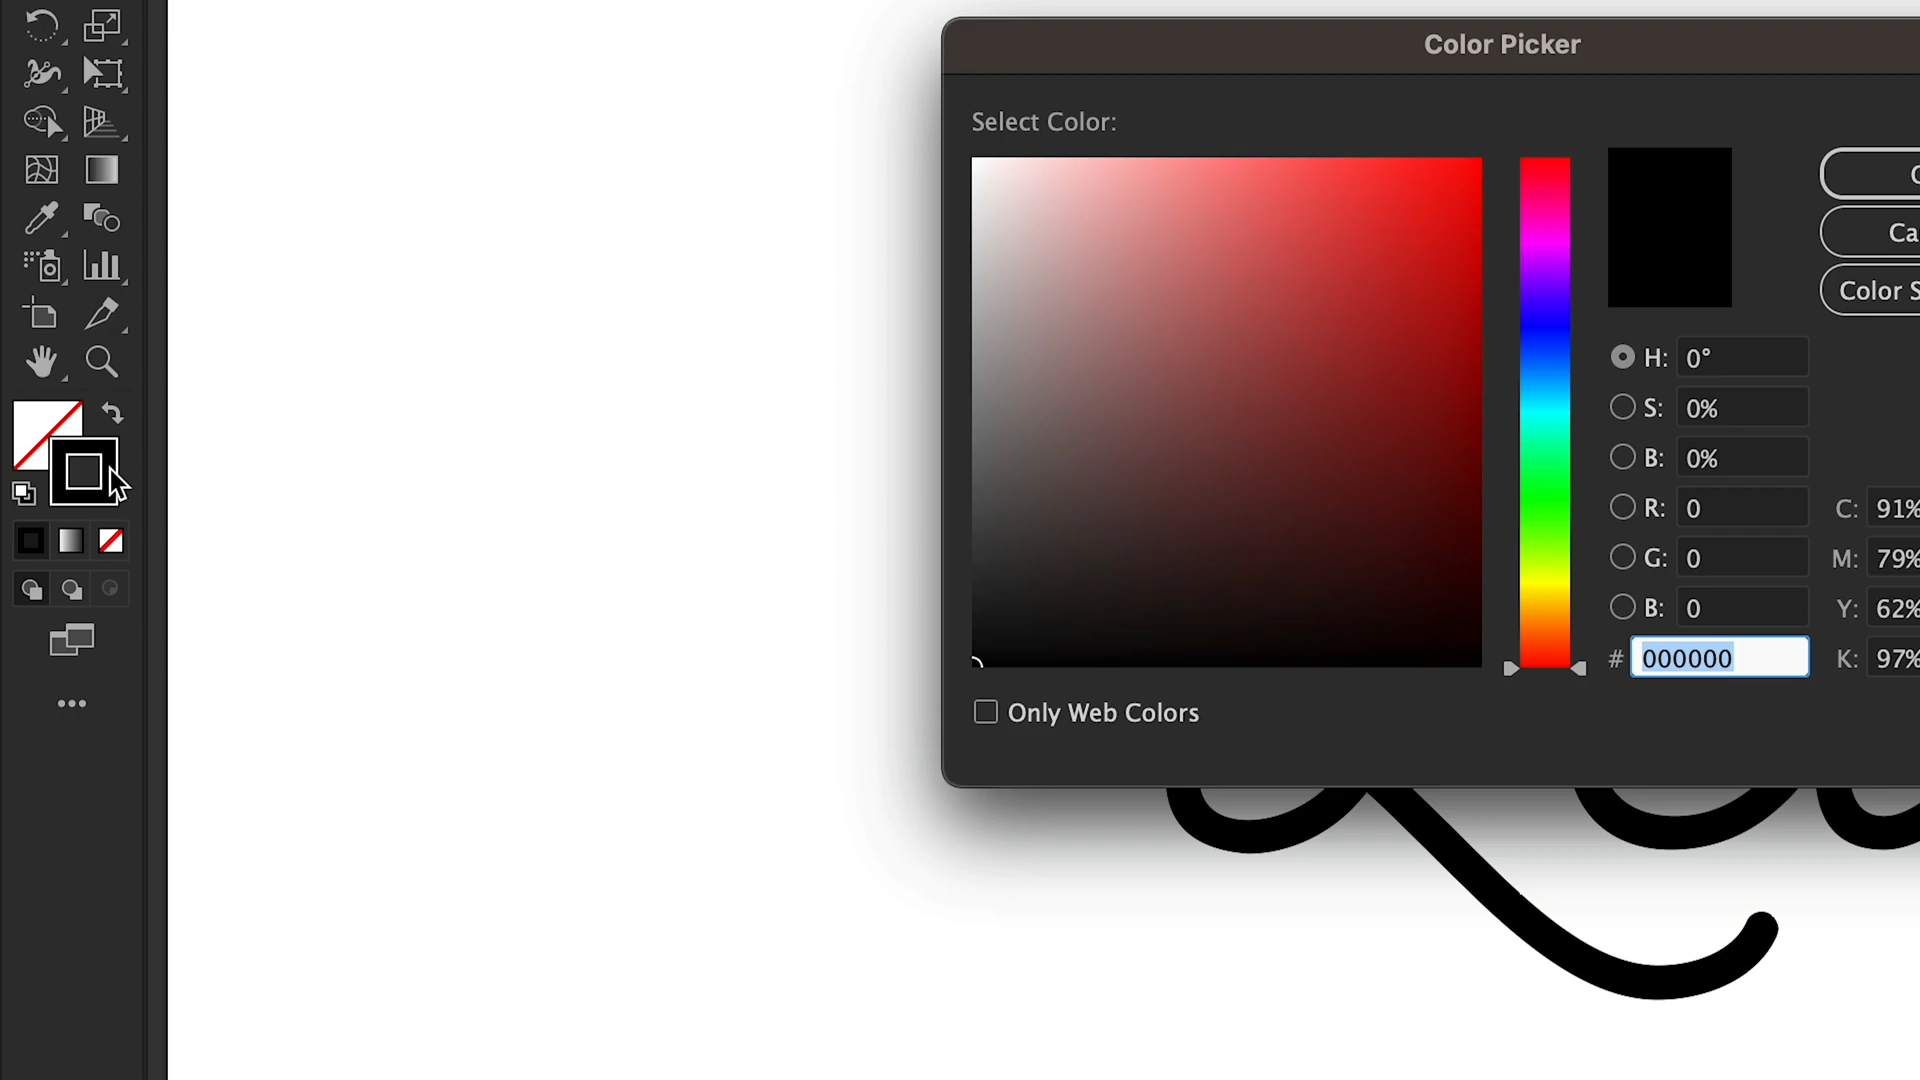 Color Picker
Select Color:
Ca
Color S
H: 0°
S: 0%
B: 0%
R: 0 C: 91%
G: 0 M: 79%
B: 0 Y: 62%
# 000000 K: 97%
Only Web Colors